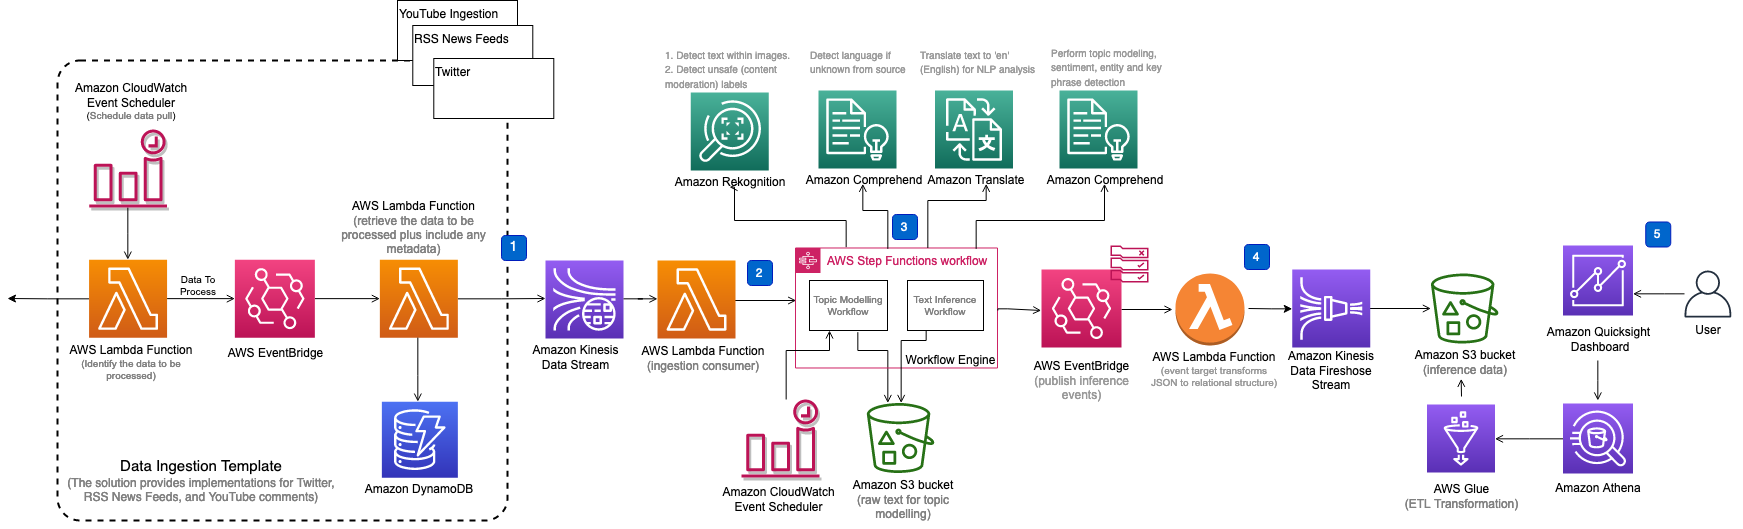 YouTube Ingestion
RSS News Feeds
Twitter
Amazon CloudWatch
Event Scheduler
(Schedule data pull)
AWS Lambda Function
(retrieve the data to be
processed plus include any
metadata)
Data To
Process
AWS Lambda Function
(Identify the data to be
processed)
AWS EventBridge
Amazon DynamoDB
Data Ingestion Template
(The solution provides implementations for Twitter,
RSS News Feeds, and YouTube comments)
1
Amazon Kinesis
Data Stream
AWS Lambda Function
(ingestion consumer)
2
1. Detect text within images.
2. Detect unsafe (content
moderation) labels
Amazon Rekognition
Detect language if
unknown from source
Amazon Comprehend
Translate text to 'en'
(English) for NLP analysis
Amazon Translate
Perform topic modelling,
sentiment, entity and key
phrase detection
Amazon Comprehend
3
AWS Step Functions workflow
Topic Modelling
Workflow
Text Inference
Workflow
Workflow Engine
Amazon CloudWatch
Event Scheduler
Amazon S3 bucket
(raw text for topic
modelling)
AWS EventBridge
(publish inference
events)
4
AWS Lambda Function
(event target transforms
JSON to relational structure)
Amazon Kinesis
Data Fireshose
Stream
Amazon S3 bucket
(inference data)
AWS Glue
(ETL Transformation)
5
Amazon Quicksight
Dashboard
User
Amazon Athena